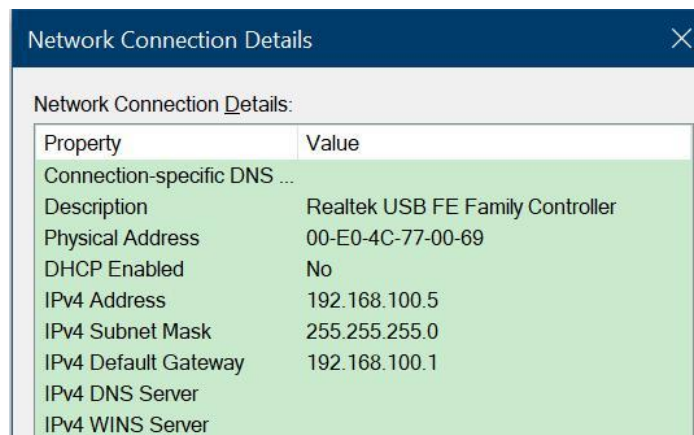 Network Connection Details
Network Connection Details:
Property Value
Connection-specific DNS ...
Description Realtek USB FE Family Controller
Physical Address 00-E0-4C-77-00-69
DHCP Enabled No
IPv4 Address 192.168.100.5
IPv4 Subnet Mask 255.255.255.0
IPv4 Default Gateway 192.168.100.1
IPv4 DNS Server
IPv4 WINS Server